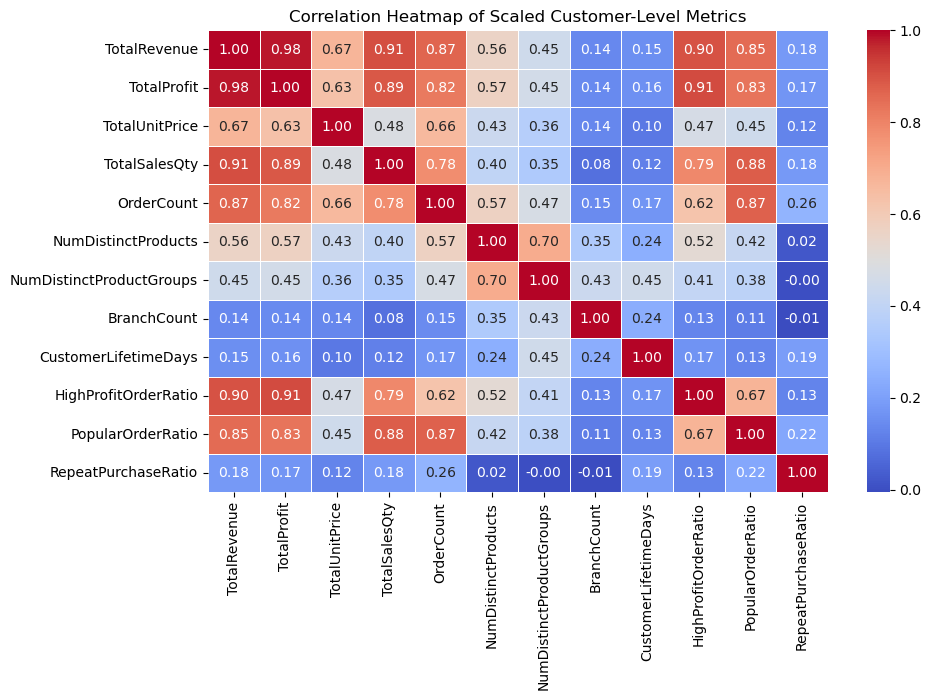 Correlation Heatmap of Scaled Customer-Level Metrics
TotalRevenue 1.00 0.98 0.67 0.91 0.87 0.56 0.45 0.14 0.15 0.90 0.85 0.18
TotalProfit 0.98 1.00 0.63 0.89 0.82 0.57 0.45 0.14 0.16 0.91 0.83 0.17
TotalUnitPrice 0.67 0.63 1.00 0.48 0.66 0.43 0.36 0.14 0.10 0.47 0.45 0.12
TotalSalesQty 0.91 0.89 0.48 1.00 0.78 0.40 0.35 0.08 0.12 0.79 0.88 0.18
OrderCount 0.87 0.82 0.66 0.78 1.00 0.57 0.47 0.15 0.17 0.62 0.87 0.26
NumDistinctProducts 0.56 0.57 0.43 0.40 0.57 1.00 0.70 0.35 0.24 0.52 0.42 0.02
NumDistinctProductGroups 0.45 0.45 0.36 0.35 0.47 0.70 1.00 0.43 0.45 0.41 0.38 -0.00
BranchCount 0.14 0.14 0.14 0.08 0.15 0.35 0.43 1.00 0.24 0.13 0.11 -0.01
CustomerLifetimeDays 0.15 0.16 0.10 0.12 0.17 0.24 0.45 0.24 1.00 0.17 0.13 0.19
HighProfitOrderRatio 0.90 0.91 0.47 0.79 0.62 0.52 0.41 0.13 0.17 1.00 0.67 0.13
PopularOrderRatio 0.85 0.83 0.45 0.88 0.87 0.42 0.38 0.11 0.13 0.67 1.00 0.22
RepeatPurchaseRatio 0.18 0.17 0.12 0.18 0.26 0.02 -0.00 -0.01 0.19 0.13 0.22 1.00
TotalRevenue
TotalProfit
TotalUnitPrice
TotalSalesQty
OrderCount
NumDistinctProducts
NumDistinctProductGroups
BranchCount
CustomerLifetimeDays
HighProfitOrderRatio
PopularOrderRatio
RepeatPurchaseRatio
1.0
0.8
0.6
0.4
0.2
0.0